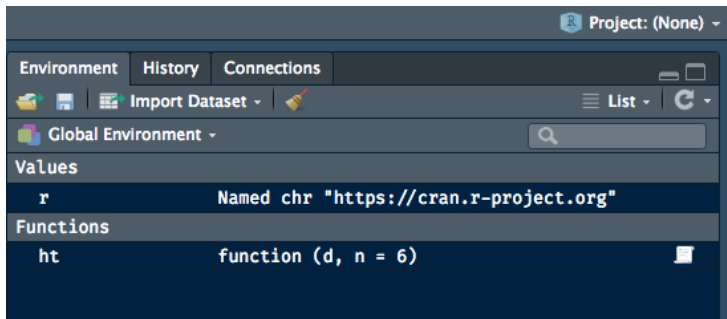 R Project: (None)
Environment History Connections
Import Dataset List
Global Environment
Values
r Named chr "https://cran.r-project.org"
Functions
ht function (d, n = 6)